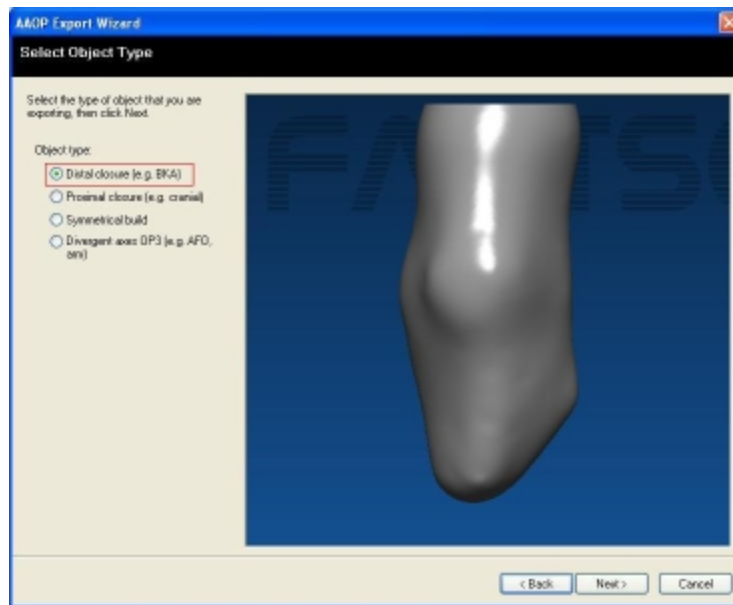 AAOP Export Wizard
Select Object Type
Select the type of object that you are
exporting, then click Next.
Object type:
Distal closure (e.g. BKA)
Proximal closure (e.g. cranial)
Symmetrical build
Divergent axes OP3 (e.g. AFO,
arm)
< Back
Next >
Cancel